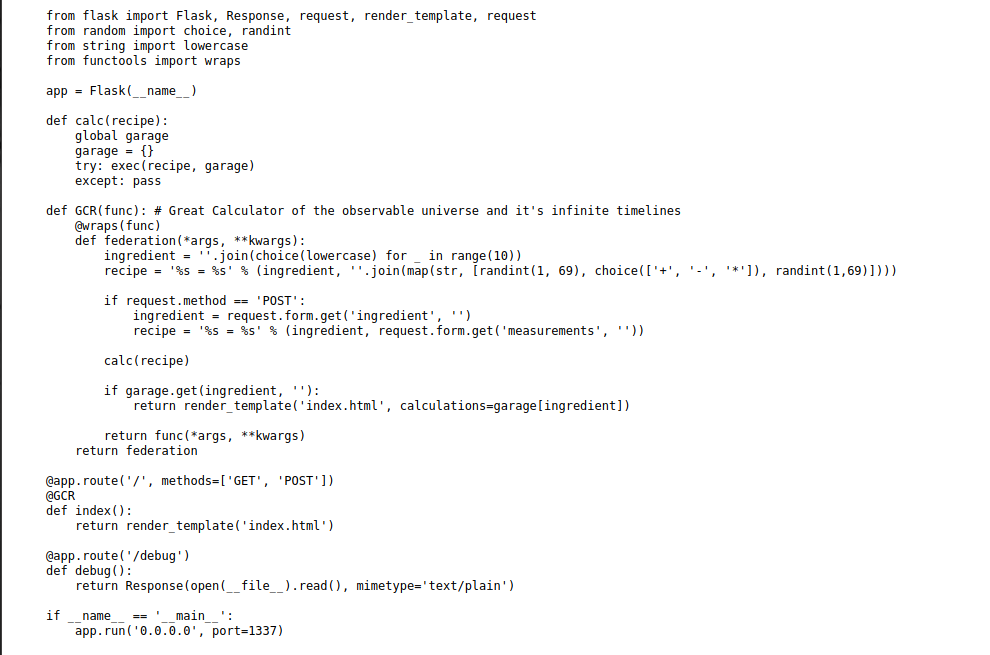 from flask import Flask, Response, request, render_template, request
from random import choice, randint
from string import lowercase
from functools import wraps

app = Flask(__name__)

def calc(recipe):
    global garage
    garage = {}
    try: exec(recipe, garage)
    except: pass

def GCR(func): # Great Calculator of the observable universe and it's infinite timelines
    @wraps(func)
    def federation(*args, **kwargs):
        ingredient = ''.join(choice(lowercase) for _ in range(10))
        recipe = '%s = %s' % (ingredient, ''.join(map(str, [randint(1, 69), choice(['+', '-', '*']), randint(1,69)])))

        if request.method == 'POST':
            ingredient = request.form.get('ingredient', '')
            recipe = '%s = %s' % (ingredient, request.form.get('measurements', ''))

        calc(recipe)

        if garage.get(ingredient, ''):
            return render_template('index.html', calculations=garage[ingredient])

        return func(*args, **kwargs)
    return federation

@app.route('/', methods=['GET', 'POST'])
@GCR
def index():
    return render_template('index.html')

@app.route('/debug')
def debug():
    return Response(open(__file__).read(), mimetype='text/plain')

if __name__ == '__main__':
    app.run('0.0.0.0', port=1337)